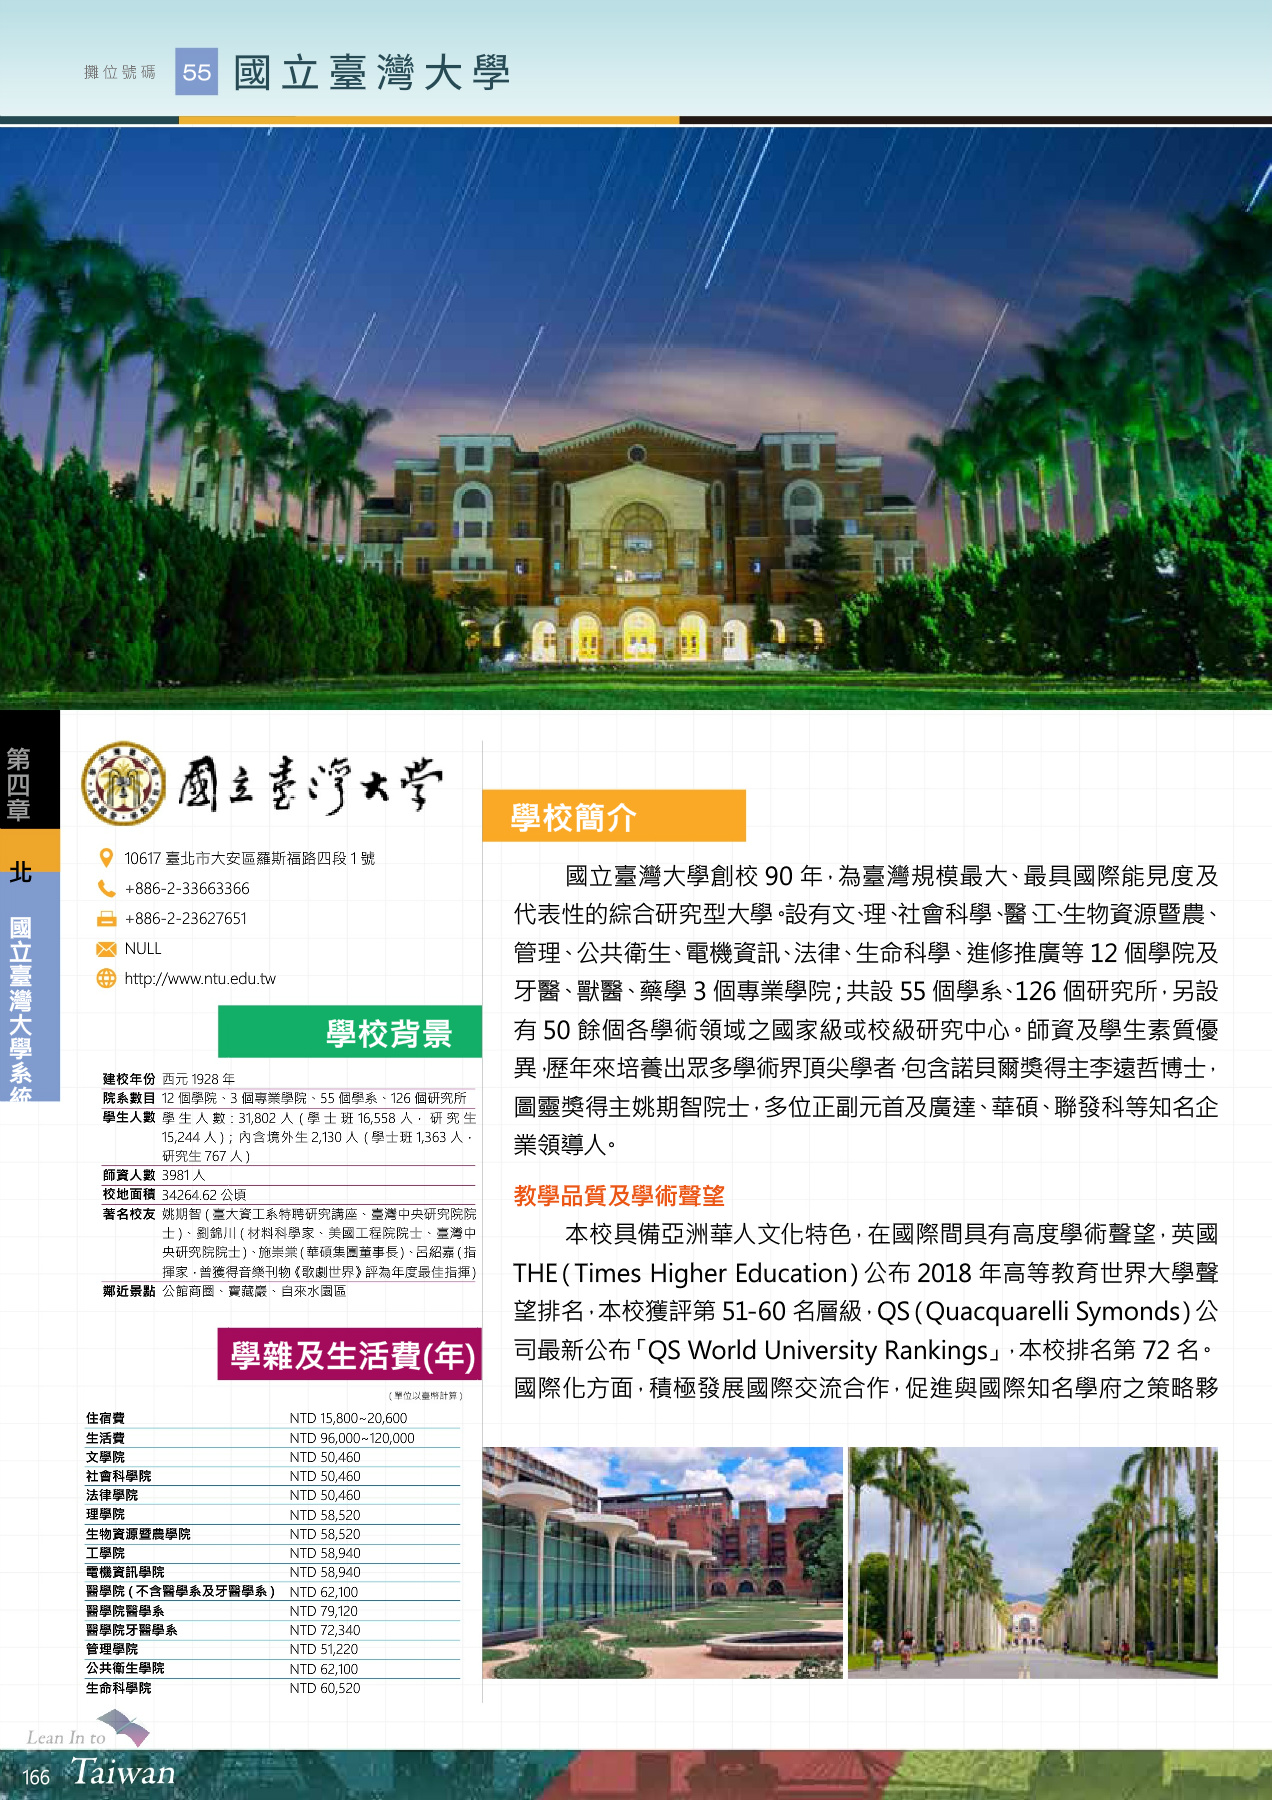 攤位號碼 55 國立臺灣大學
第四章
北
國立臺灣大學系統
國立臺灣大学
10617 臺北市大安區羅斯福路四段 1 號
+886-2-33663366
+886-2-23627651
NULL
http://www.ntu.edu.tw
學校背景
建校年份 西元 1928 年
院系數目 12 個學院、3 個專業學院、55 個學系、126 個研究所
學生人數 學生人數：31,802 人 ( 學士班 16,558 人，研究生
15,244 人 )；內含境外生 2,130 人 ( 學士班 1,363 人，
研究生 767 人 )
師資人數 3981 人
校地面積 34264.62 公頃
著名校友 姚期智 ( 臺大資工系特聘研究講座、臺灣中央研究院院
士 )、劉錦川 ( 材料科學家、美國工程院院士、臺灣中
央研究院院士 )、施崇棠 ( 華碩集團董事長 )、呂紹嘉 ( 指
揮家，曾獲得音樂刊物《歌劇世界》評為年度最佳指揮 )
鄰近景點 公館商圈、寶藏巖、自來水園區
學雜及生活費(年)
( 單位以臺幣計算 )
住宿費 NTD 15,800~20,600
生活費 NTD 96,000~120,000
文學院 NTD 50,460
社會科學院 NTD 50,460
法律學院 NTD 50,460
理學院 NTD 58,520
生物資源暨農學院 NTD 58,520
工學院 NTD 58,940
電機資訊學院 NTD 58,940
醫學院 ( 不含醫學系及牙醫學系 ) NTD 62,100
醫學院醫學系 NTD 79,120
醫學院牙醫學系 NTD 72,340
管理學院 NTD 51,220
公共衛生學院 NTD 62,100
生命科學院 NTD 60,520
學校簡介
國立臺灣大學創校 90 年，為臺灣規模最大、最具國際能見度及
代表性的綜合研究型大學。設有文、理、社會科學、醫、工、生物資源暨農、
管理、公共衛生、電機資訊、法律、生命科學、進修推廣等 12 個學院及
牙醫、獸醫、藥學 3 個專業學院；共設 55 個學系、126 個研究所，另設
有 50 餘個各學術領域之國家級或校級研究中心。師資及學生素質優
異，歷年來培養出眾多學術界頂尖學者，包含諾貝爾獎得主李遠哲博士，
圖靈獎得主姚期智院士，多位正副元首及廣達、華碩、聯發科等知名企
業領導人。
教學品質及學術聲望
本校具備亞洲華人文化特色，在國際間具有高度學術聲望，英國
THE (Times Higher Education) 公布 2018 年高等教育世界大學聲
望排名，本校獲評第 51-60 名層級，QS (Quacquarelli Symonds) 公
司最新公布「QS World University Rankings」，本校排名第 72 名。
國際化方面，積極發展國際交流合作，促進與國際知名學府之策略夥
Lean In to
Taiwan
166